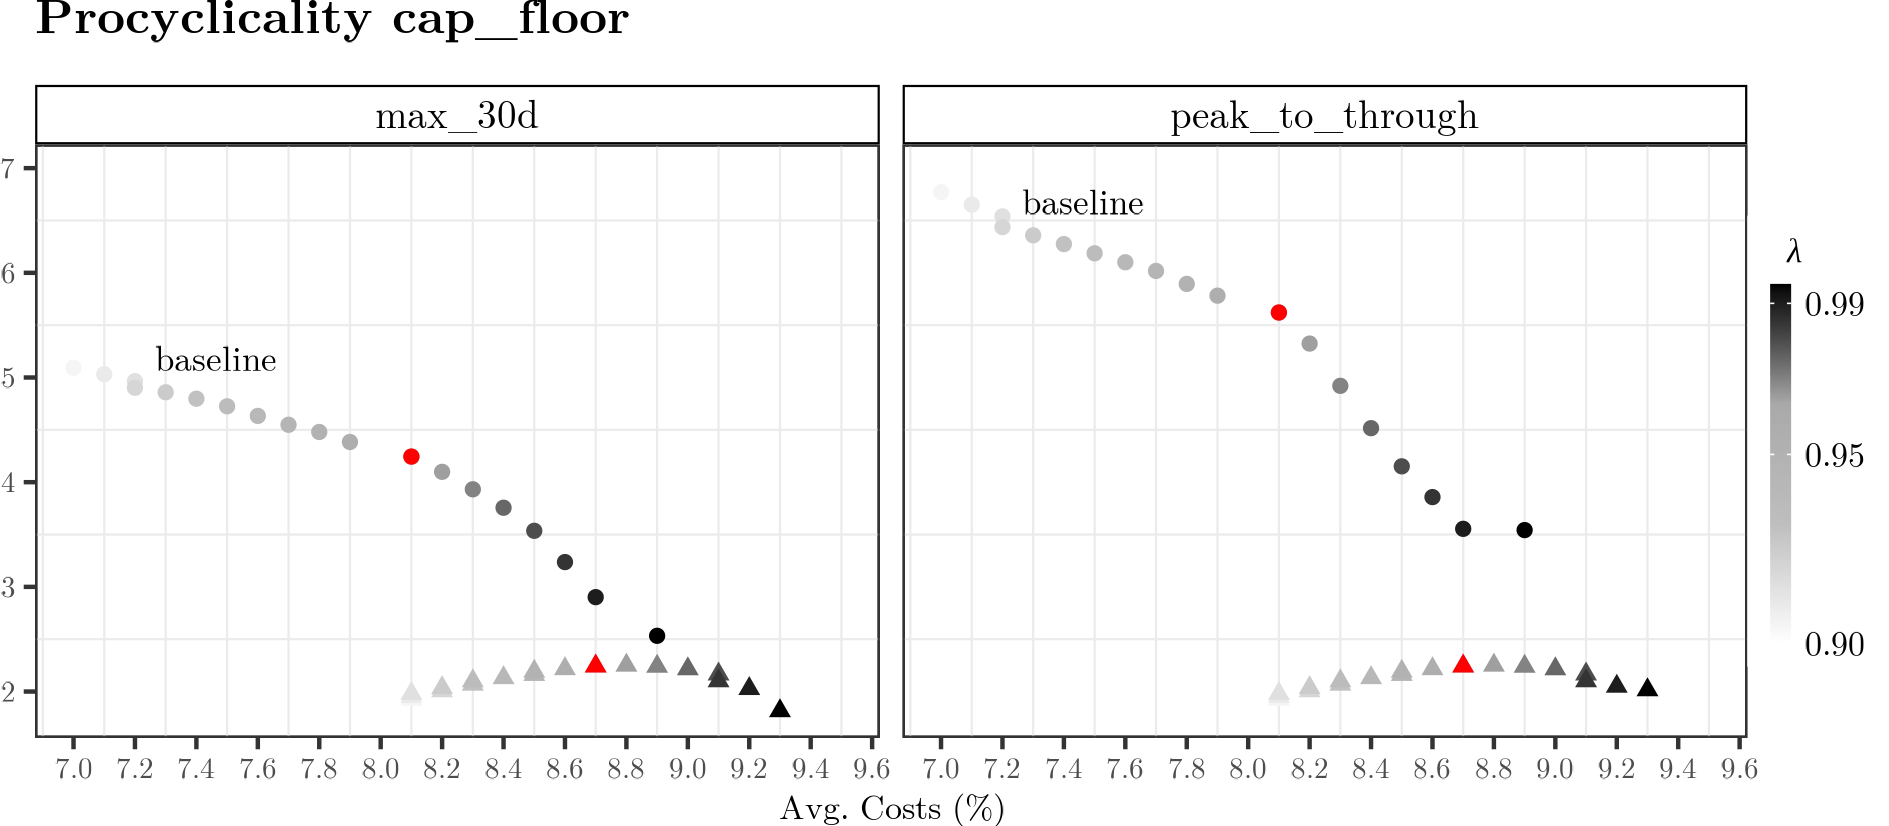 Procyclicality cap_floor
max_30d
peak_to_through
7
6
5
4
3
2
baseline
baseline
λ
0.99
0.95
0.90
7.0 7.2 7.4 7.6 7.8 8.0 8.2 8.4 8.6 8.8 9.0 9.2 9.4 9.6
7.0 7.2 7.4 7.6 7.8 8.0 8.2 8.4 8.6 8.8 9.0 9.2 9.4 9.6
Avg. Costs (%)